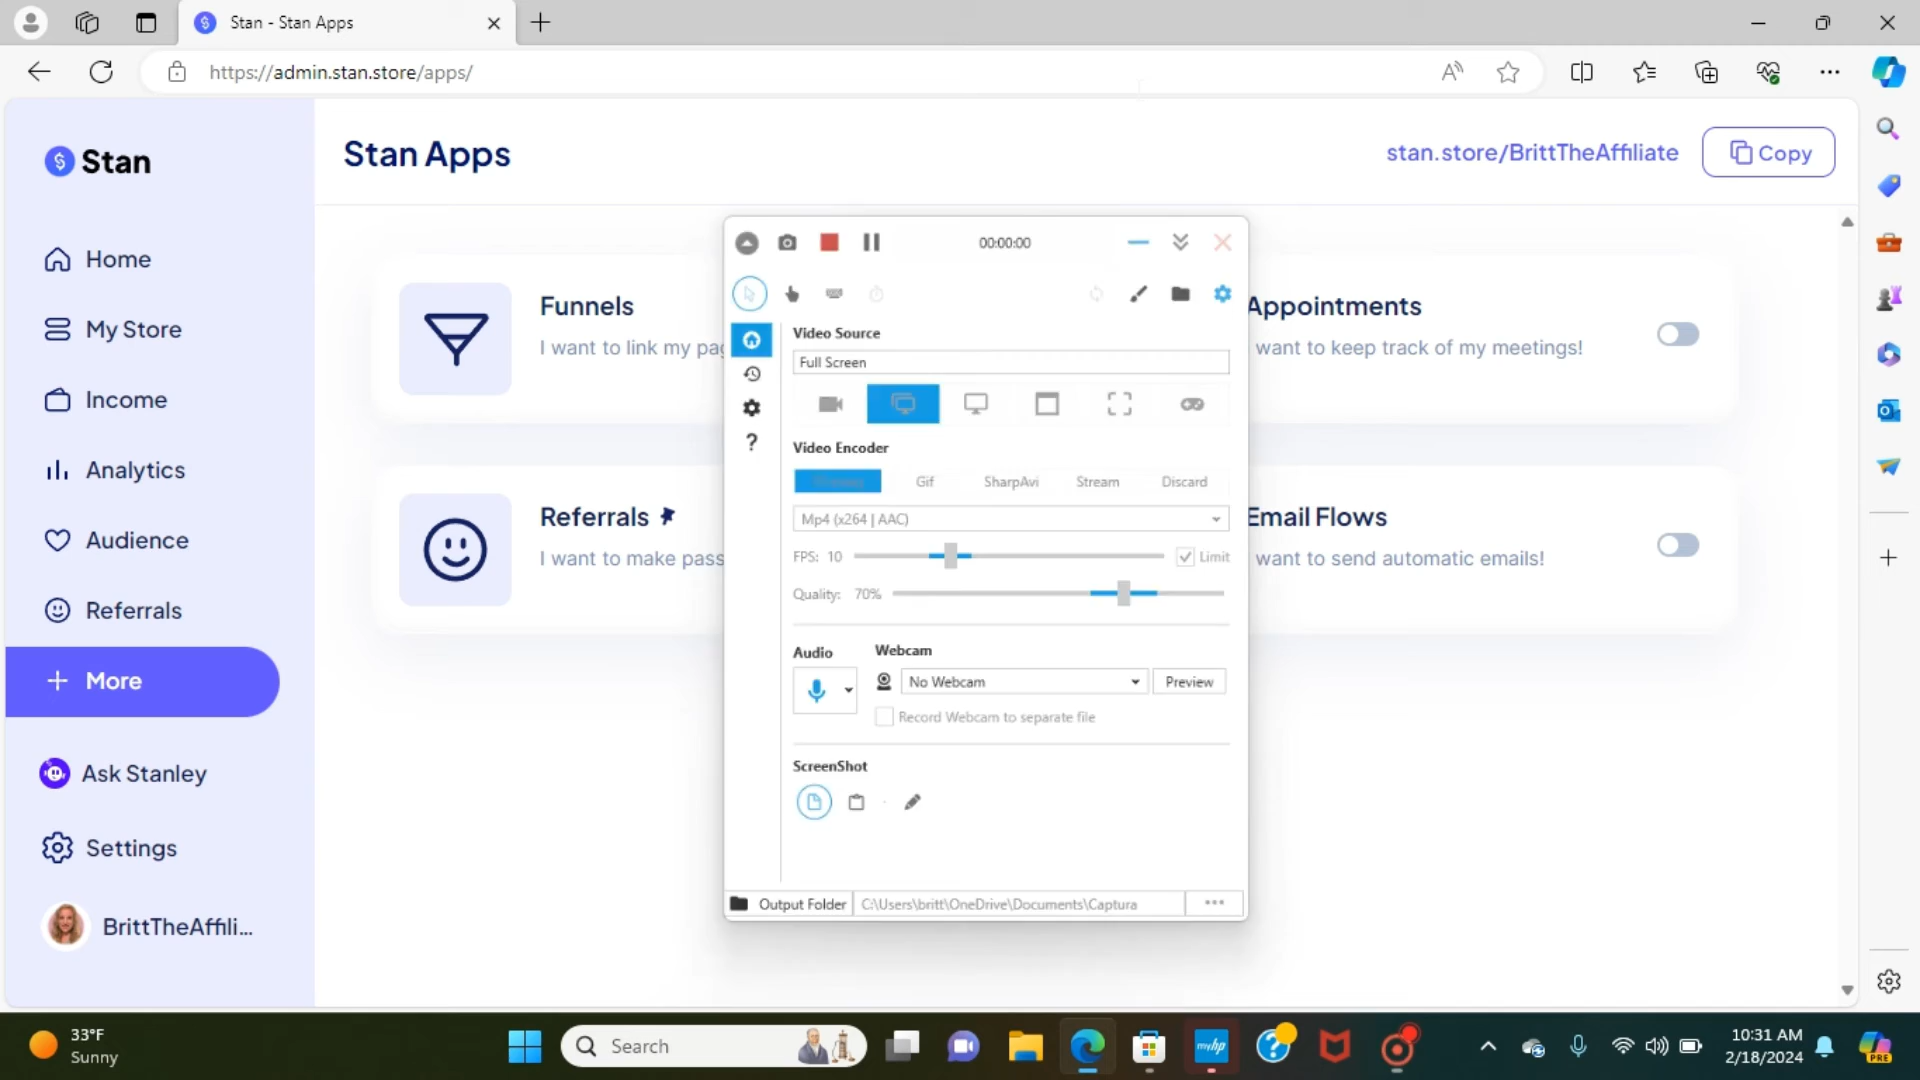 Stan - Stan Apps
https://admin.stan.store/apps/
Stan
Stan Apps
stan.store/BrittTheAffiliate
Copy
Home
My Store
Income
Analytics
Audience
Referrals
More
Ask Stanley
Settings
BrittTheAffili...
Funnels
I want to link my pag
Appointments
want to keep track of my meetings!
Referrals
I want to make pass
Email Flows
want to send automatic emails!
00:00:00
Video Source
Full Screen
Video Encoder
Gif
SharpAvi
Stream
Discard
Mp4 (x264 | AAC)
FPS: 10
Limit
Quality: 70%
Audio
Webcam
No Webcam
Preview
Record Webcam to separate file
ScreenShot
Output Folder
C:\Users\britt\OneDrive\Documents\Captura
33°F
Sunny
Search
myhp
10:31 AM
2/18/2024
PRE